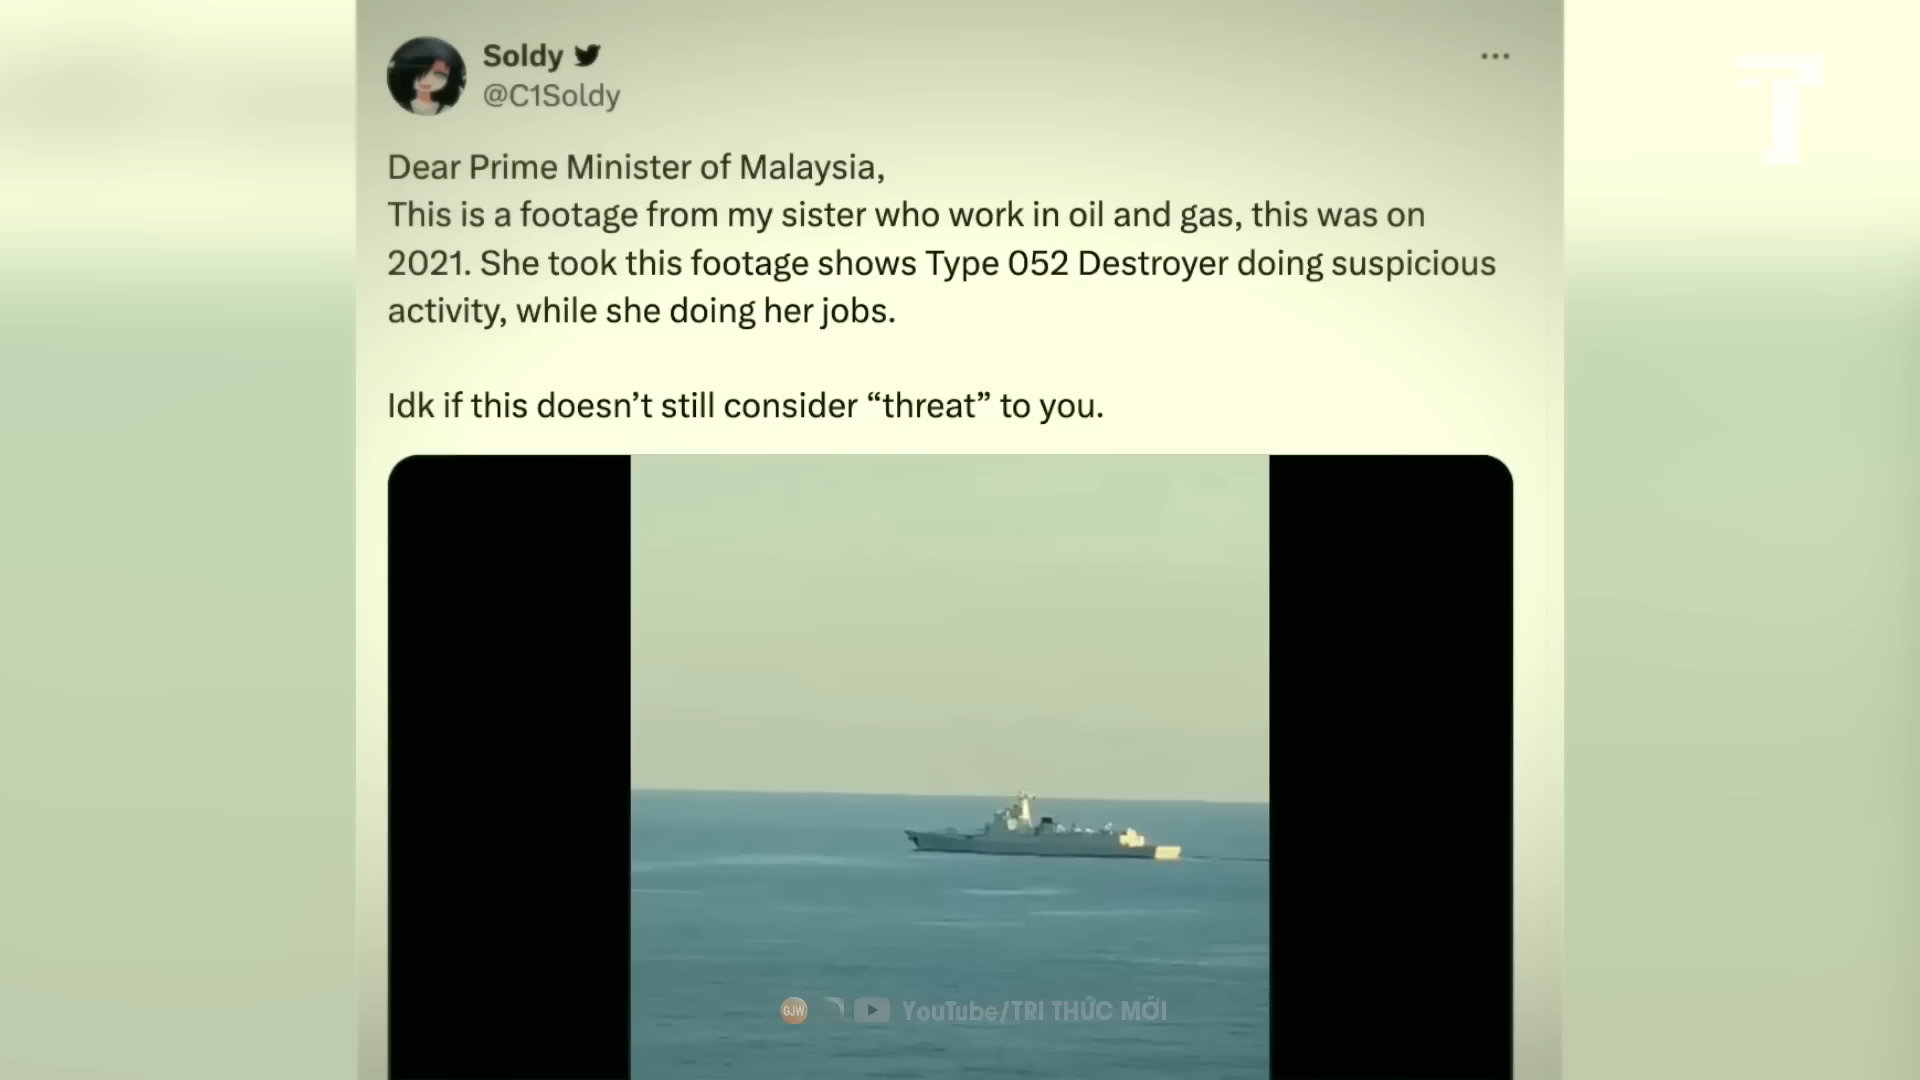 Soldy
@C1Soldy
Dear Prime Minister of Malaysia,
This is a footage from my sister who work in oil and gas, this was on
2021. She took this footage shows Type 052 Destroyer doing suspicious
activity, while she doing her jobs.
Idk if this doesn’t still consider “threat” to you.
GJW
YouTube/TRI THỨC MỚI
T